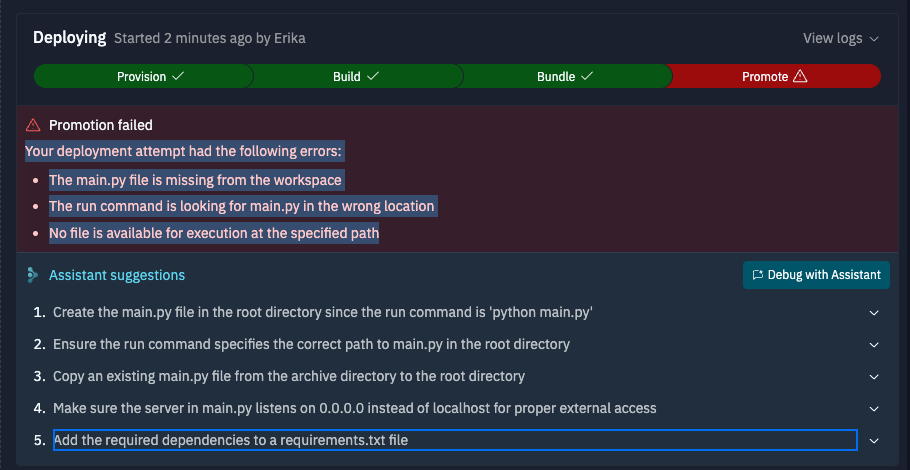 Deploying Started 2 minutes ago by Erika View logs
Provision Build Bundle Promote
Promotion failed
Your deployment attempt had the following errors:
• The main.py file is missing from the workspace
• The run command is looking for main.py in the wrong location
• No file is available for execution at the specified path
Assistant suggestions Debug with Assistant
1. Create the main.py file in the root directory since the run command is 'python main.py'
2. Ensure the run command specifies the correct path to main.py in the root directory
3. Copy an existing main.py file from the archive directory to the root directory
4. Make sure the server in main.py listens on 0.0.0.0 instead of localhost for proper external access
5. Add the required dependencies to a requirements.txt file